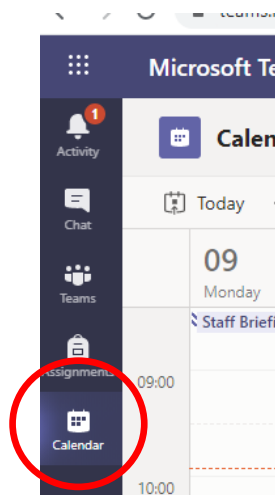 Microsoft Te
1
Activity
Calen
Chat
Today
Teams
09
Monday
Staff Briefi
Assignments
09:00
Calendar
10:00